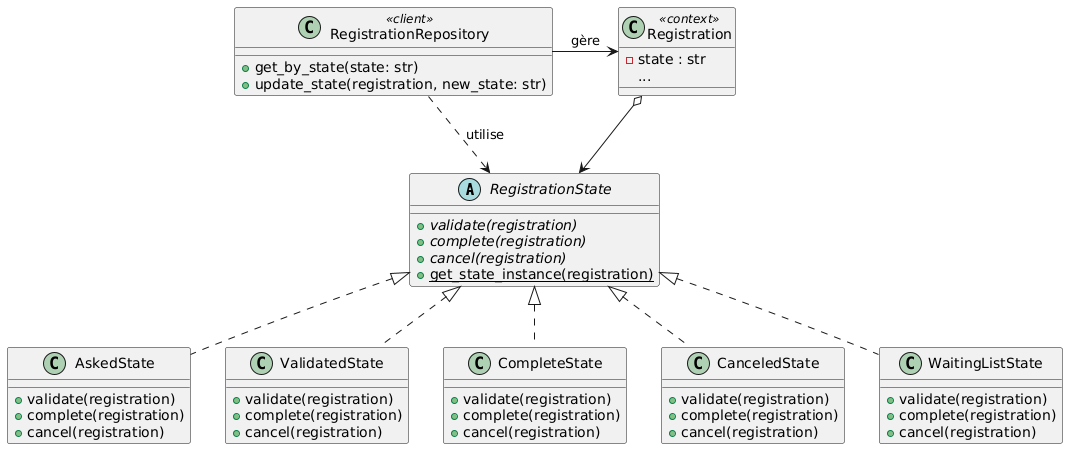 C «client» RegistrationRepository
get_by_state(state: str)
update_state(registration, new_state: str)
gère
C «context» Registration
state : str
...
utilise
A RegistrationState
validate(registration)
complete(registration)
cancel(registration)
get_state_instance(registration)
C AskedState
validate(registration)
complete(registration)
cancel(registration)
C ValidatedState
validate(registration)
complete(registration)
cancel(registration)
C CompleteState
validate(registration)
complete(registration)
cancel(registration)
C CanceledState
validate(registration)
complete(registration)
cancel(registration)
C WaitingListState
validate(registration)
complete(registration)
cancel(registration)